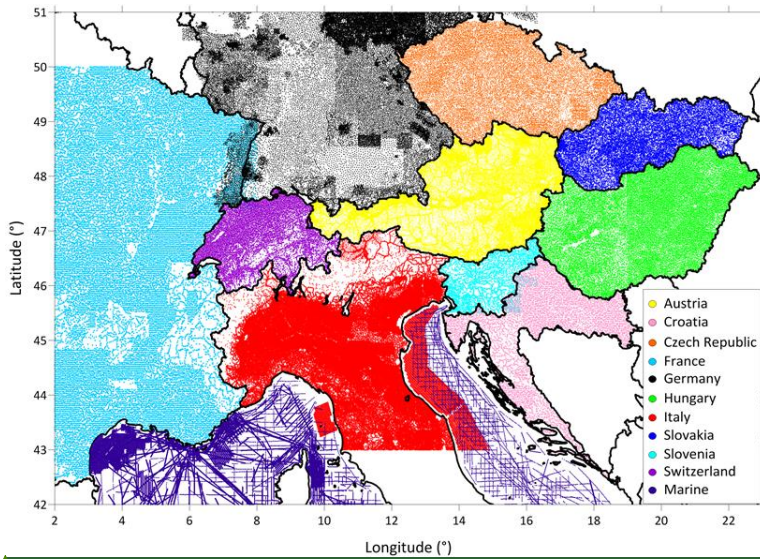 51
50
49
48
47
46
45
44
43
42
Latitude (°)
2 4 6 8 10 12 14 16 18 20 22
Longitude (°)
Austria
Croatia
Czech Republic
France
Germany
Hungary
Italy
Slovakia
Slovenia
Switzerland
Marine